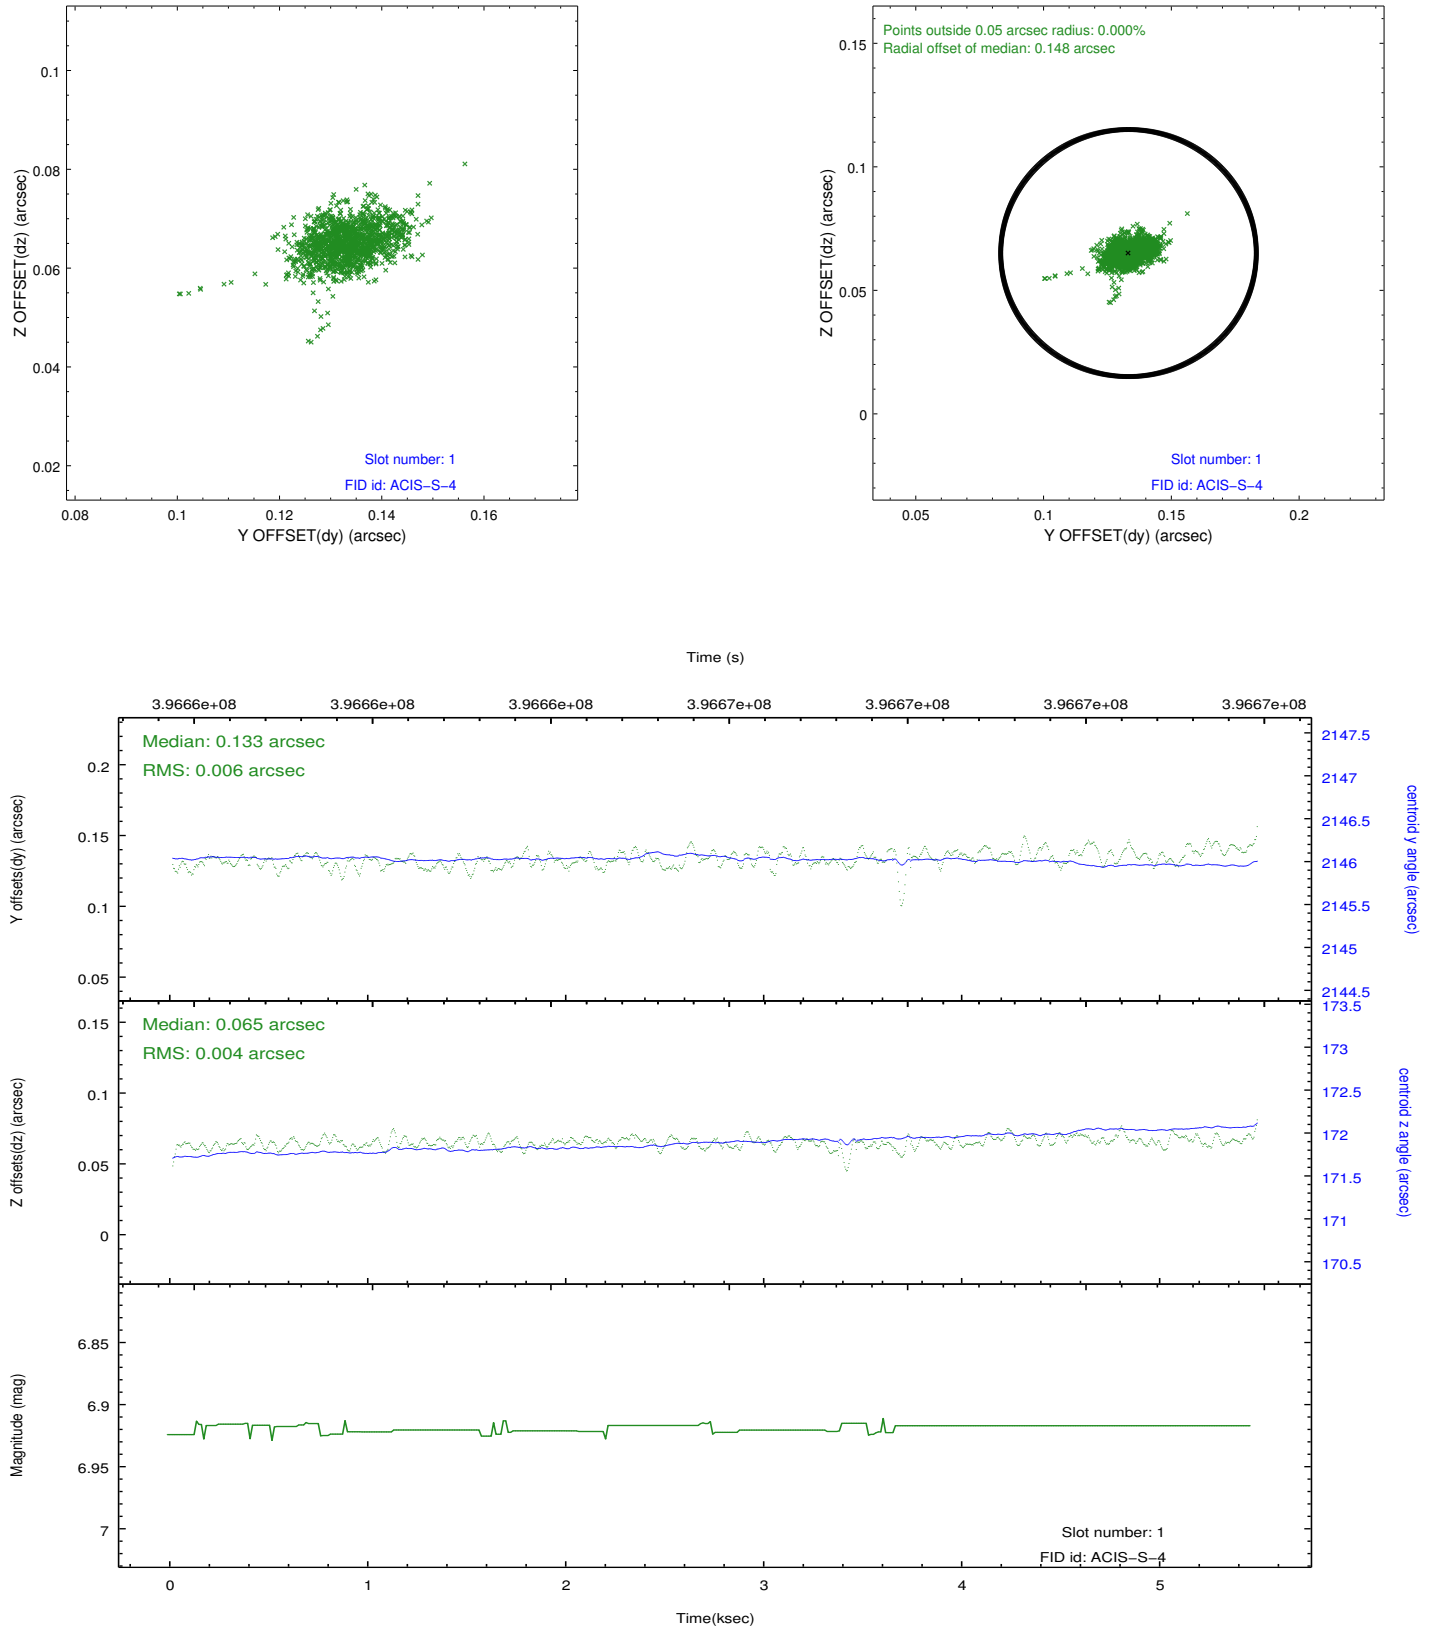 0.1
0.08
0.06
0.04
0.02
Z OFFSET(dz) (arcsec)
0.08 0.1 0.12 0.14 0.16
Y OFFSET(dy) (arcsec)
Slot number: 1
FID id: ACIS−S−4
Points outside 0.05 arcsec radius: 0.000%
Radial offset of median: 0.148 arcsec
0.15
0.1
0.05
0
Z OFFSET(dz) (arcsec)
0.05 0.1 0.15 0.2
Y OFFSET(dy) (arcsec)
Slot number: 1
FID id: ACIS−S−4
Time (s)
3.9666e+08 3.9666e+08 3.9666e+08 3.9667e+08 3.9667e+08 3.9667e+08 3.9667e+08
Median: 0.133 arcsec
RMS: 0.006 arcsec
0.2
0.15
0.1
0.05
Y offsets(dy) (arcsec)
2147.5
2147
2146.5
2146
2145.5
2145
2144.5
centroid y angle (arcsec)
Median: 0.065 arcsec
RMS: 0.004 arcsec
0.15
0.1
0.05
0
Z offsets(dz) (arcsec)
173.5
173
172.5
172
171.5
171
170.5
centroid z angle (arcsec)
6.85
6.9
6.95
7
Magnitude (mag)
Slot number: 1
FID id: ACIS−S−4
0 1 2 3 4 5
Time(ksec)